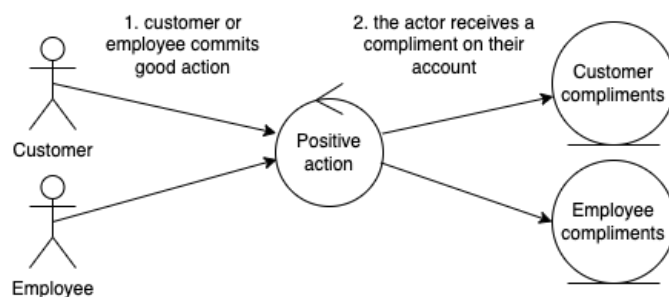 1. customer or
employee commits
good action
2. the actor receives a
compliment on their
account
Customer
compliments
Customer
Positive
action
Employee
compliments
Employee